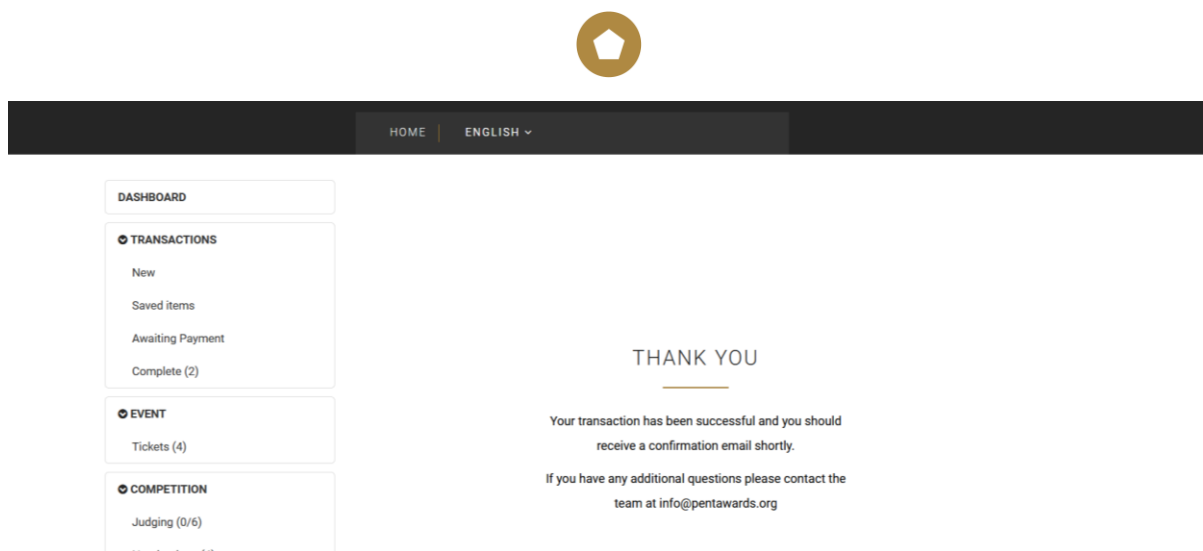 HOME
ENGLISH
DASHBOARD
TRANSACTIONS
New
Saved items
Awaiting Payment
Complete (2)
EVENT
Tickets (4)
COMPETITION
Judging (0/6)
THANK YOU
Your transaction has been successful and you should
receive a confirmation email shortly.
If you have any additional questions please contact the
team at info@pentawards.org